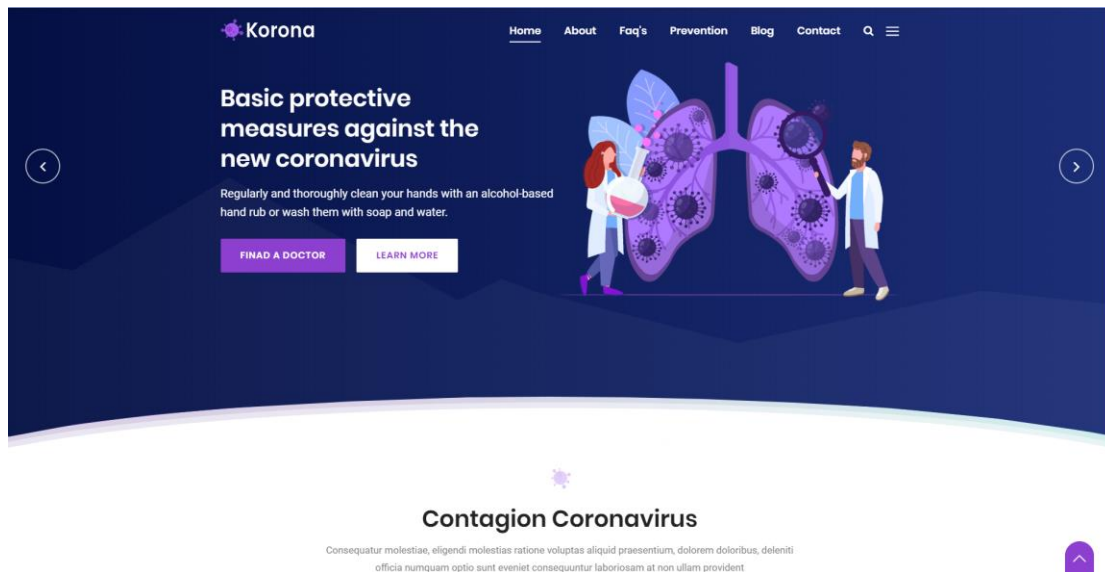 Korona
Home About Faq's Prevention Blog Contact
Basic protective
measures against the
new coronavirus
Regularly and thoroughly clean your hands with an alcohol-based
hand rub or wash them with soap and water.
FINAD A DOCTOR LEARN MORE
Contagion Coronavirus
Consequatur molestiae, eligendi molestias ratione voluptas aliquid praesentium, dolorem doloribus, deleniti
officia numquam optio sunt eveniet consequuntur laboriosam at non ullam provident